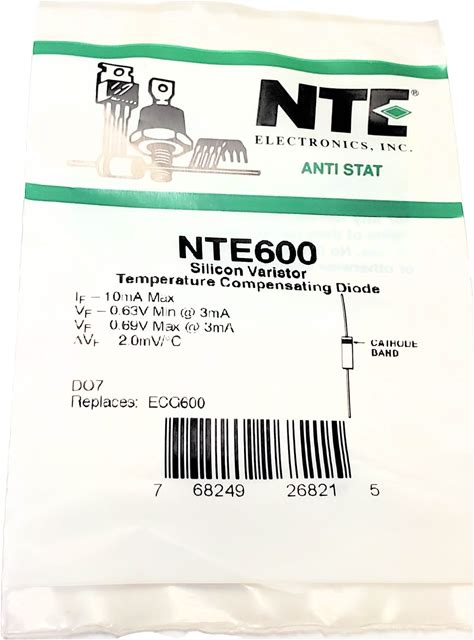 NTE®
ELECTRONICS, INC.
ANTI STAT
NTE600
Silicon Varistor
Temperature Compensating Diode
IF – 10mA Max
VF – 0.63V Min @ 3mA
VF 0.69V Max @ 3mA
ΔVF 2.0mV/°C
CATHODE
BAND
DO7
Replaces: ECG600
7 68249 26821 5